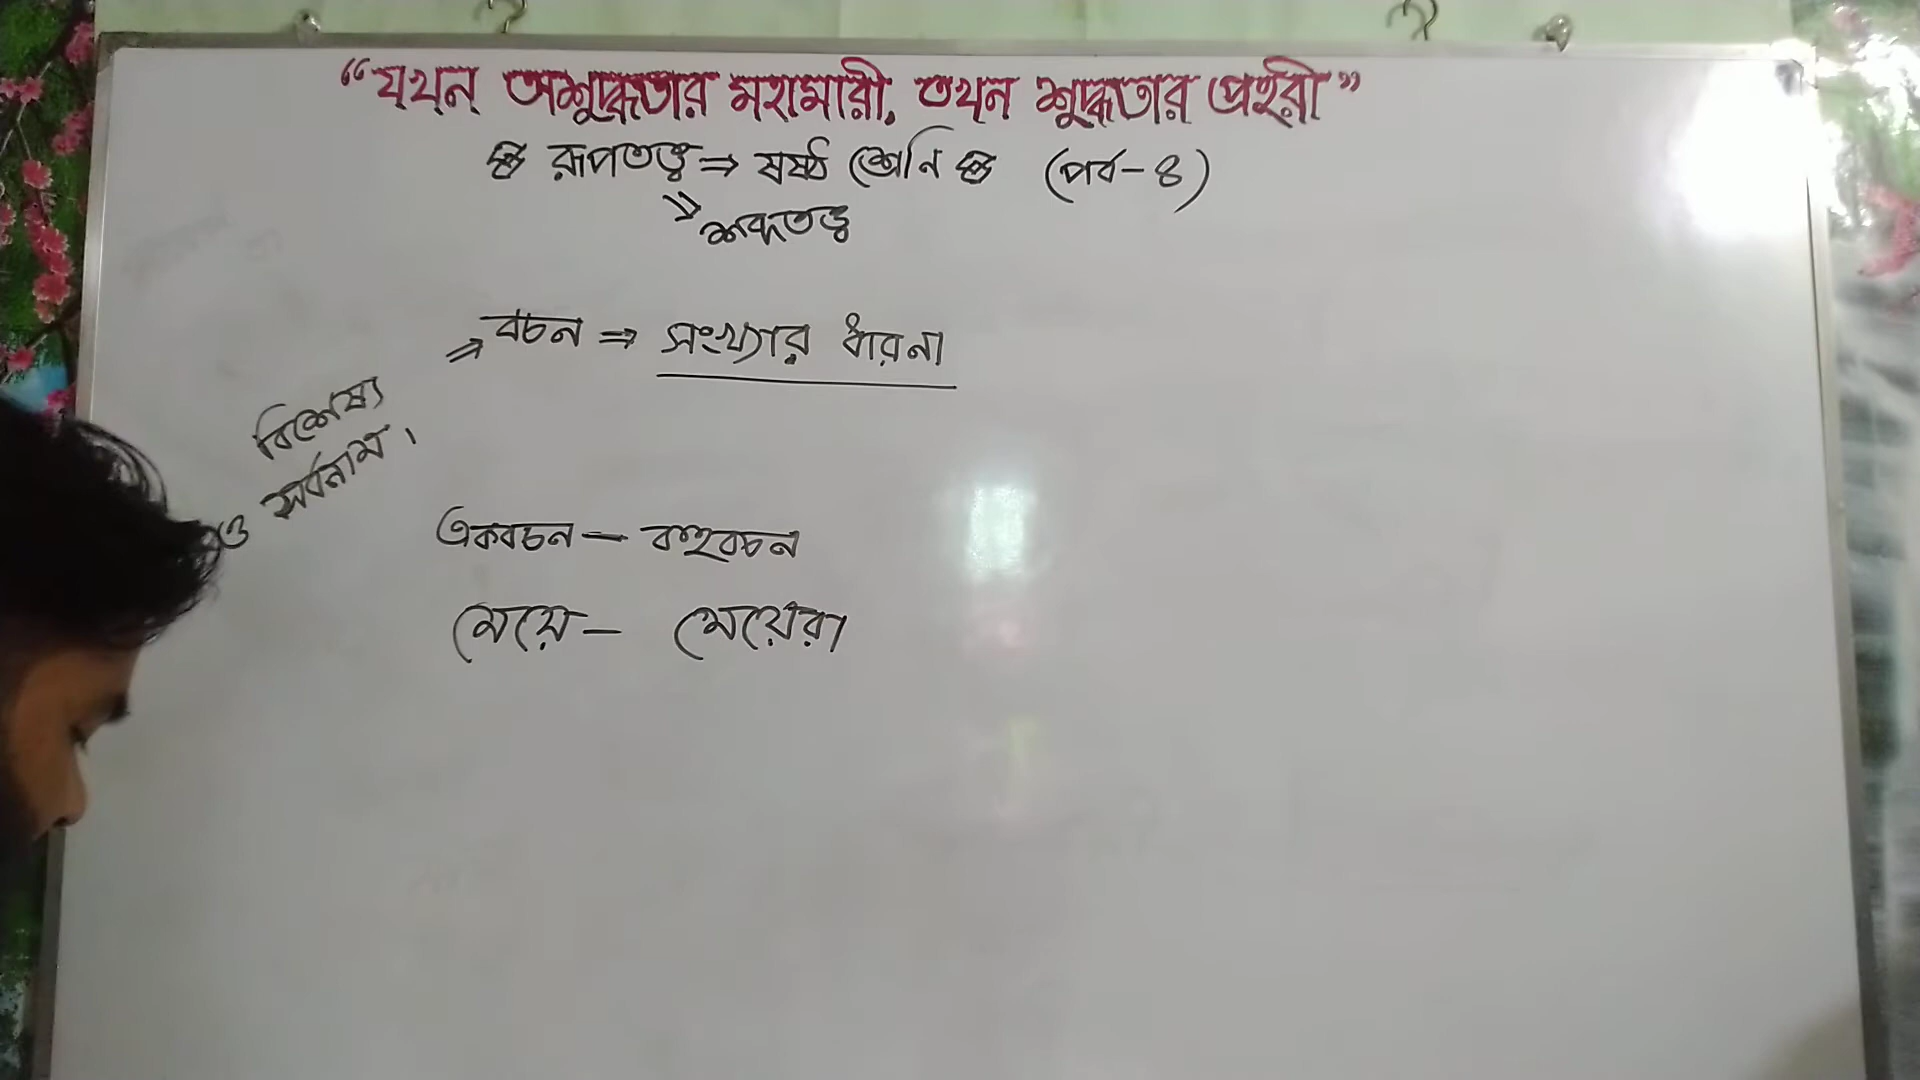 “যখন অশুদ্ধতার মহামারী, তখন শুদ্ধতার প্রহরী”
রূপতত্ত্ব ⇒ ষষ্ঠ শ্রেনি (পর্ব-৪)
⇒ শব্দতত্ত্ব
⇒ বচন ⇒ সংখ্যার ধারনা
বিশেষ্য
ও সর্বনাম।
একবচন – বহুবচন
মেয়ে – মেয়েরা